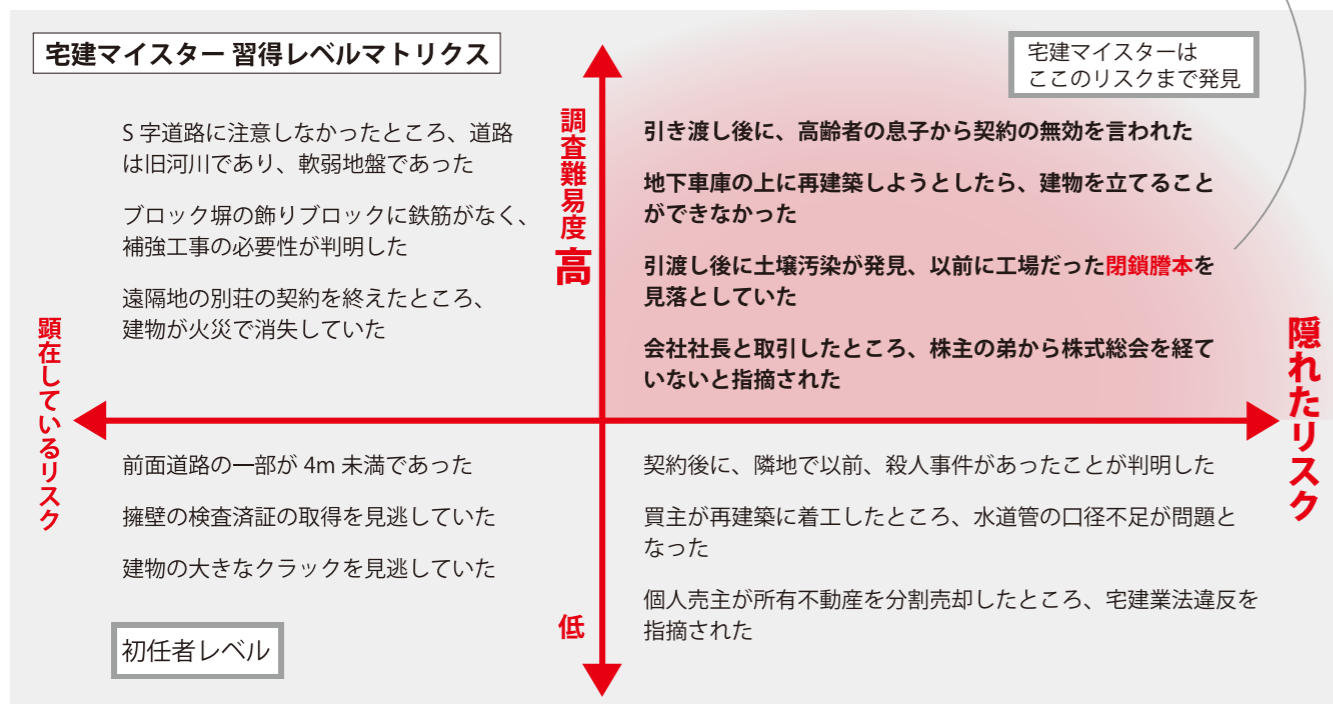 宅建マイスター 習得レベルマトリクス
宅建マイスターは
ここのリスクまで発見
調査難易度
高
S 字道路に注意しなかったところ、道路
は旧河川であり、軟弱地盤であった
ブロック塀の飾りブロックに鉄筋がなく、
補強工事の必要性が判明した
遠隔地の別荘の契約を終えたところ、
建物が火災で消失していた
引き渡し後に、高齢者の息子から契約の無効を言われた
地下車庫の上に再建築しようとしたら、建物を立てること
ができなかった
引渡し後に土壌汚染が発見、以前に工場だった閉鎖謄本を
見落としていた
会社社長と取引したところ、株主の弟から株式総会を経て
いないと指摘された
顕在しているリスク
隠れたリスク
前面道路の一部が 4m 未満であった
擁壁の検査済証の取得を見逃していた
建物の大きなクラックを見逃していた
初任者レベル
低
契約後に、隣地で以前、殺人事件があったことが判明した
買主が再建築に着工したところ、水道管の口径不足が問題と
なった
個人売主が所有不動産を分割売却したところ、宅建業法違反を
指摘された